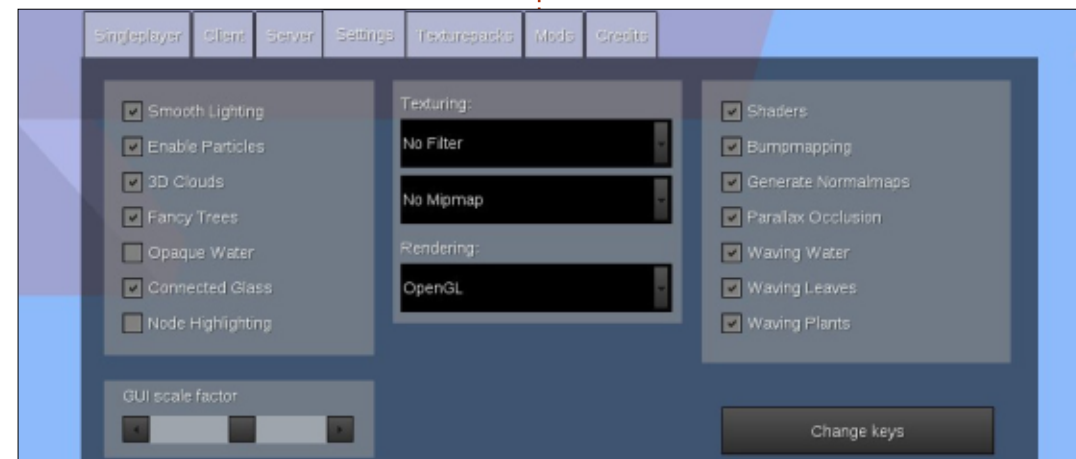 Singleplayer Client Server Settings Texturepacks Mods Credits
Smooth Lighting
Enable Particles
3D Clouds
Fancy Trees
Opaque Water
Connected Glass
Node Highlighting
GUI scale factor
Texturing:
No Filter
No Mipmap
Rendering:
OpenGL
Shaders
Bumpmapping
Generate Normalmaps
Parallax Occlusion
Waving Water
Waving Leaves
Waving Plants
Change keys